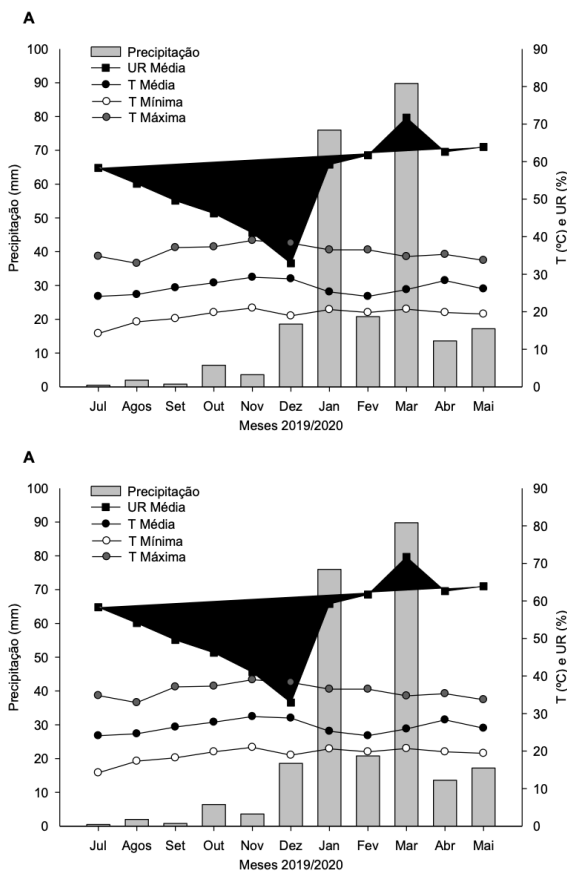 A
Precipitação
UR Média
T Média
T Mínima
T Máxima
Precipitação (mm)
100
90
80
70
60
50
40
30
20
10
0
T (ºC) e UR (%)
90
80
70
60
50
40
30
20
10
0
Jul Agos Set Out Nov Dez Jan Fev Mar Abr Mai
Meses 2019/2020
A
Precipitação
UR Média
T Média
T Mínima
T Máxima
Precipitação (mm)
100
90
80
70
60
50
40
30
20
10
0
T (ºC) e UR (%)
90
80
70
60
50
40
30
20
10
0
Jul Agos Set Out Nov Dez Jan Fev Mar Abr Mai
Meses 2019/2020